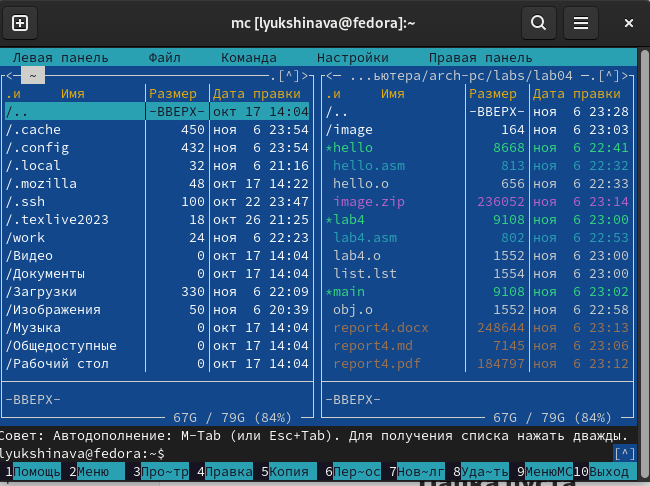 mc [lyukshinava@fedora]:~
Левая панель Файл Команда Настройки Правая панель
<─ ~ .[^]> <─ ...ьютера/arch-pc/labs/lab04 ─.[^]>
.и Имя Размер Дата правки .и Имя Размер Дата правки
/.. -ВВЕРХ- окт 17 14:04 /.. -ВВЕРХ- ноя 6 23:28
/.cache 450 ноя 6 23:54 /image 164 ноя 6 23:03
/.config 432 ноя 6 23:54 *hello 8668 ноя 6 22:41
/.local 32 ноя 6 21:16 hello.asm 813 ноя 6 22:32
/.mozilla 48 окт 17 14:22 hello.o 656 ноя 6 22:33
/.ssh 100 окт 22 23:47 image.zip 236052 ноя 6 23:14
/.texlive2023 18 окт 26 21:25 *lab4 9108 ноя 6 23:00
/work 24 ноя 6 22:23 lab4.asm 802 ноя 6 22:53
/Видео 0 окт 17 14:04 lab4.o 1552 ноя 6 23:00
/Документы 0 окт 17 14:04 list.lst 1554 ноя 6 23:00
/Загрузки 330 ноя 6 22:09 *main 9108 ноя 6 23:02
/Изображения 50 ноя 6 20:39 obj.o 1552 ноя 6 22:58
/Музыка 0 окт 17 14:04 report4.docx 248644 ноя 6 23:13
/Общедоступные 0 окт 17 14:04 report4.md 7145 ноя 6 23:06
/Рабочий стол 0 окт 17 14:04 report4.pdf 184797 ноя 6 23:12
-ВВЕРХ- -ВВЕРХ-
67G / 79G (84%) 67G / 79G (84%)
Совет: Автодополнение: M-Tab (или Esc+Tab). Для получения списка нажать дважды.
lyukshinava@fedora:~$ [^]
1Помощь 2Меню 3Про~тр 4Правка 5Копия 6Пер~ос 7Нов~лг 8Уда~ть 9МенюMC 10Выход